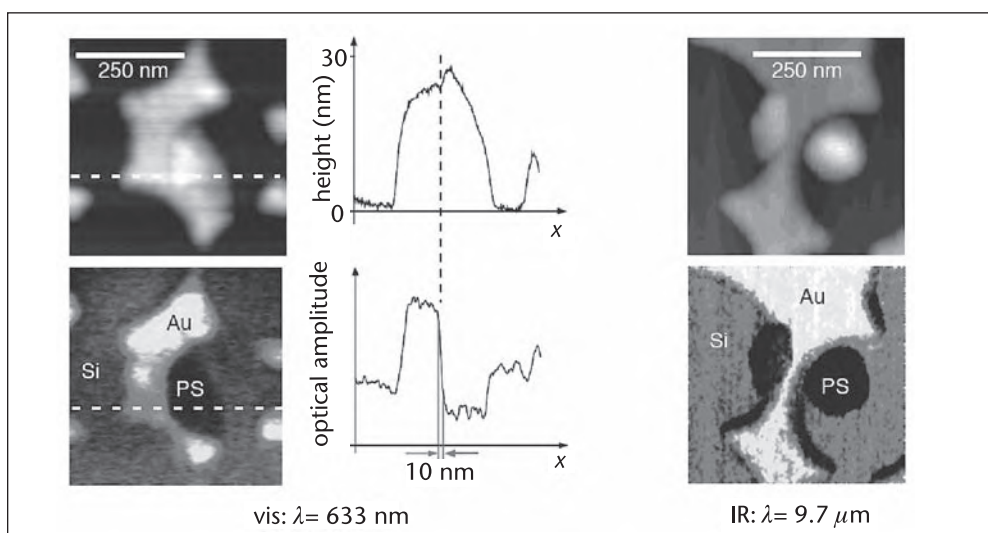 250 nm
30
height (nm)
0
x
250 nm
Au
Si
PS
optical amplitude
x
10 nm
Au
Si
PS
vis: λ= 633 nm
IR: λ= 9.7 μm